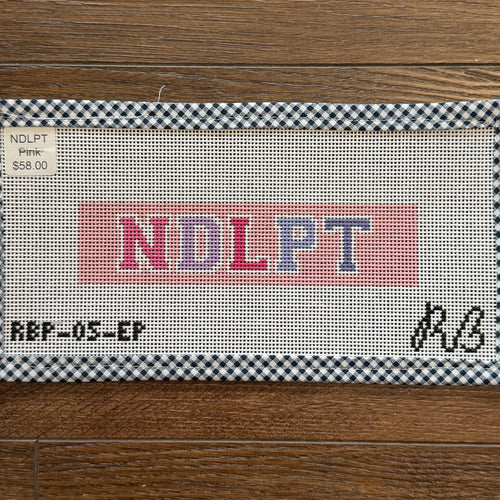 NDLPT
Pink
$58.00
NDLPT
RBP-05-EP
RB